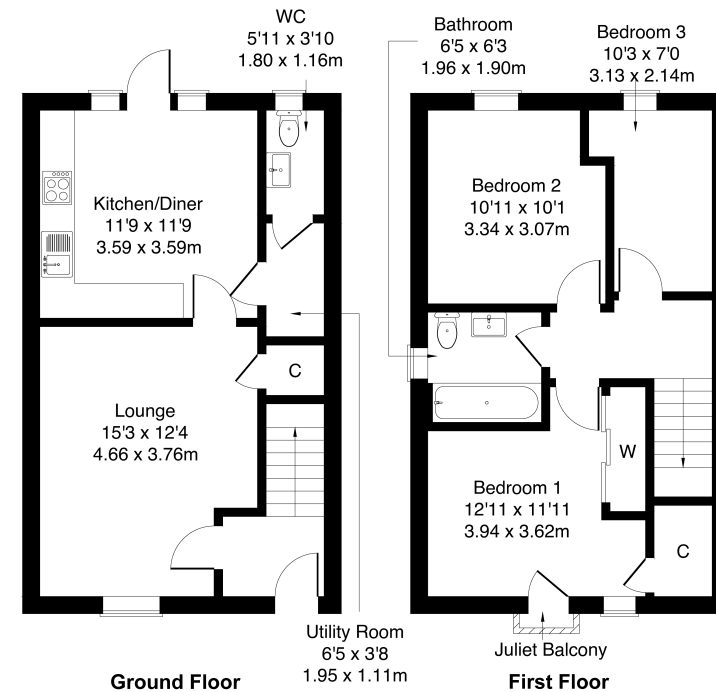 WC
5'11 x 3'10
1.80 x 1.16m
Bathroom
6'5 x 6'3
1.96 x 1.90m
Bedroom 3
10'3 x 7'0
3.13 x 2.14m
Kitchen/Diner
11'9 x 11'9
3.59 x 3.59m
Bedroom 2
10'11 x 10'1
3.34 x 3.07m
C
Lounge
15'3 x 12'4
4.66 x 3.76m
W
Bedroom 1
12'11 x 11'11
3.94 x 3.62m
C
Utility Room
6'5 x 3'8
1.95 x 1.11m
Juliet Balcony
Ground Floor
First Floor